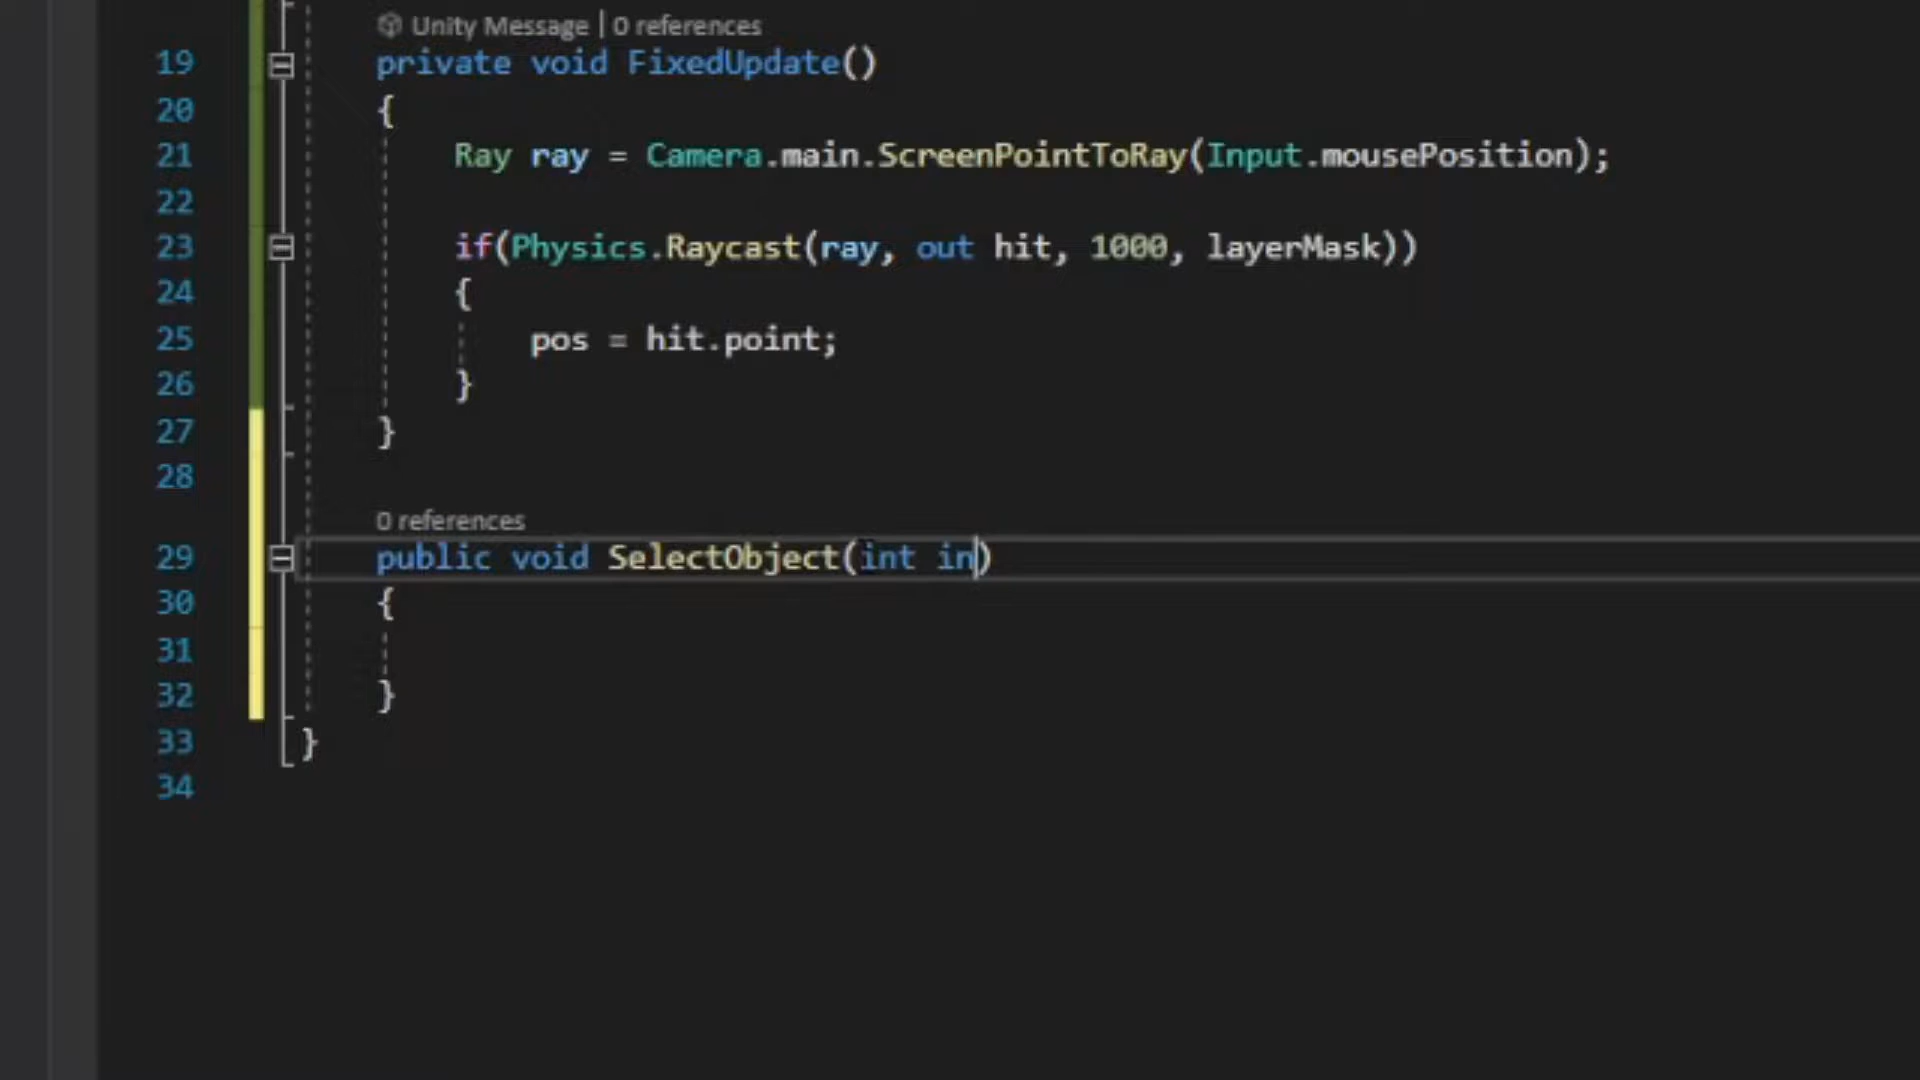 Unity Message | 0 references
19 private void FixedUpdate()
20 {
21 Ray ray = Camera.main.ScreenPointToRay(Input.mousePosition);
22
23 if(Physics.Raycast(ray, out hit, 1000, layerMask))
24 {
25 pos = hit.point;
26 }
27 }
28
0 references
29 public void SelectObject(int in)
30 {
31
32 }
33 }
34